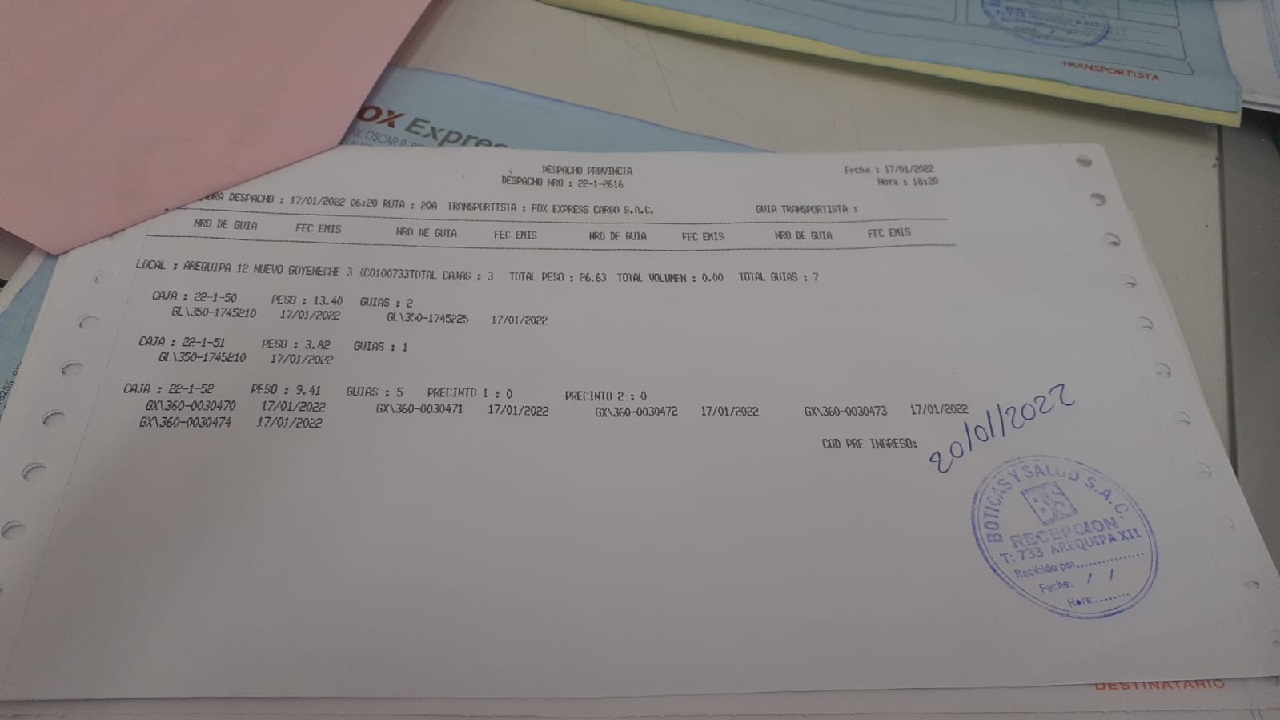 TRANSPORTISTA
OX Expre
DESPACHO PROVINCIA
DESPACHO NRO : 22-1-2616
Fecha : 17/01/2022
Hora : 18:20
DESPACHO : 17/01/2022 06:20 RUTA : 20A TRANSPORTISTA : FOX EXPRESS CARGO S.A.C. GUIA TRANSPORTISTA :
NRO DE GUIA FEC EMIS NRO DE GUIA FEC EMIS NRO DE GUIA FEC EMIS NRO DE GUIA FEC EMIS
LOCAL : AREQUIPA 12 NUEVO GOYENECHE 3 (CO100733TOTAL CAJAS : 3 TOTAL PESO : 26.63 TOTAL VOLUMEN : 0.00 TOTAL GUIAS : 7
CAJA : 22-1-50 PESO : 13.40 GUIAS : 2
GL\350-1745210 17/01/2022 GL\350-1745225 17/01/2022
CAJA : 22-1-51 PESO : 3.82 GUIAS : 1
GL\350-1745210 17/01/2022
CAJA : 22-1-52 PESO : 9.41 GUIAS : 5 PRECINTO 1 : 0 PRECINTO 2 : 0
GX\360-0030470 17/01/2022 GX\360-0030471 17/01/2022 GX\360-0030472 17/01/2022 GX\360-0030473 17/01/2022
GX\360-0030474 17/01/2022
COD PRE INGRESO:
20/01/2022
BOTICAS Y SALUD S.A.C.
RECEPCION
T: 733 AREQUIPA XII
Recibido por:..............
Fecha: / /
Hora:.........
DESTINATARIO